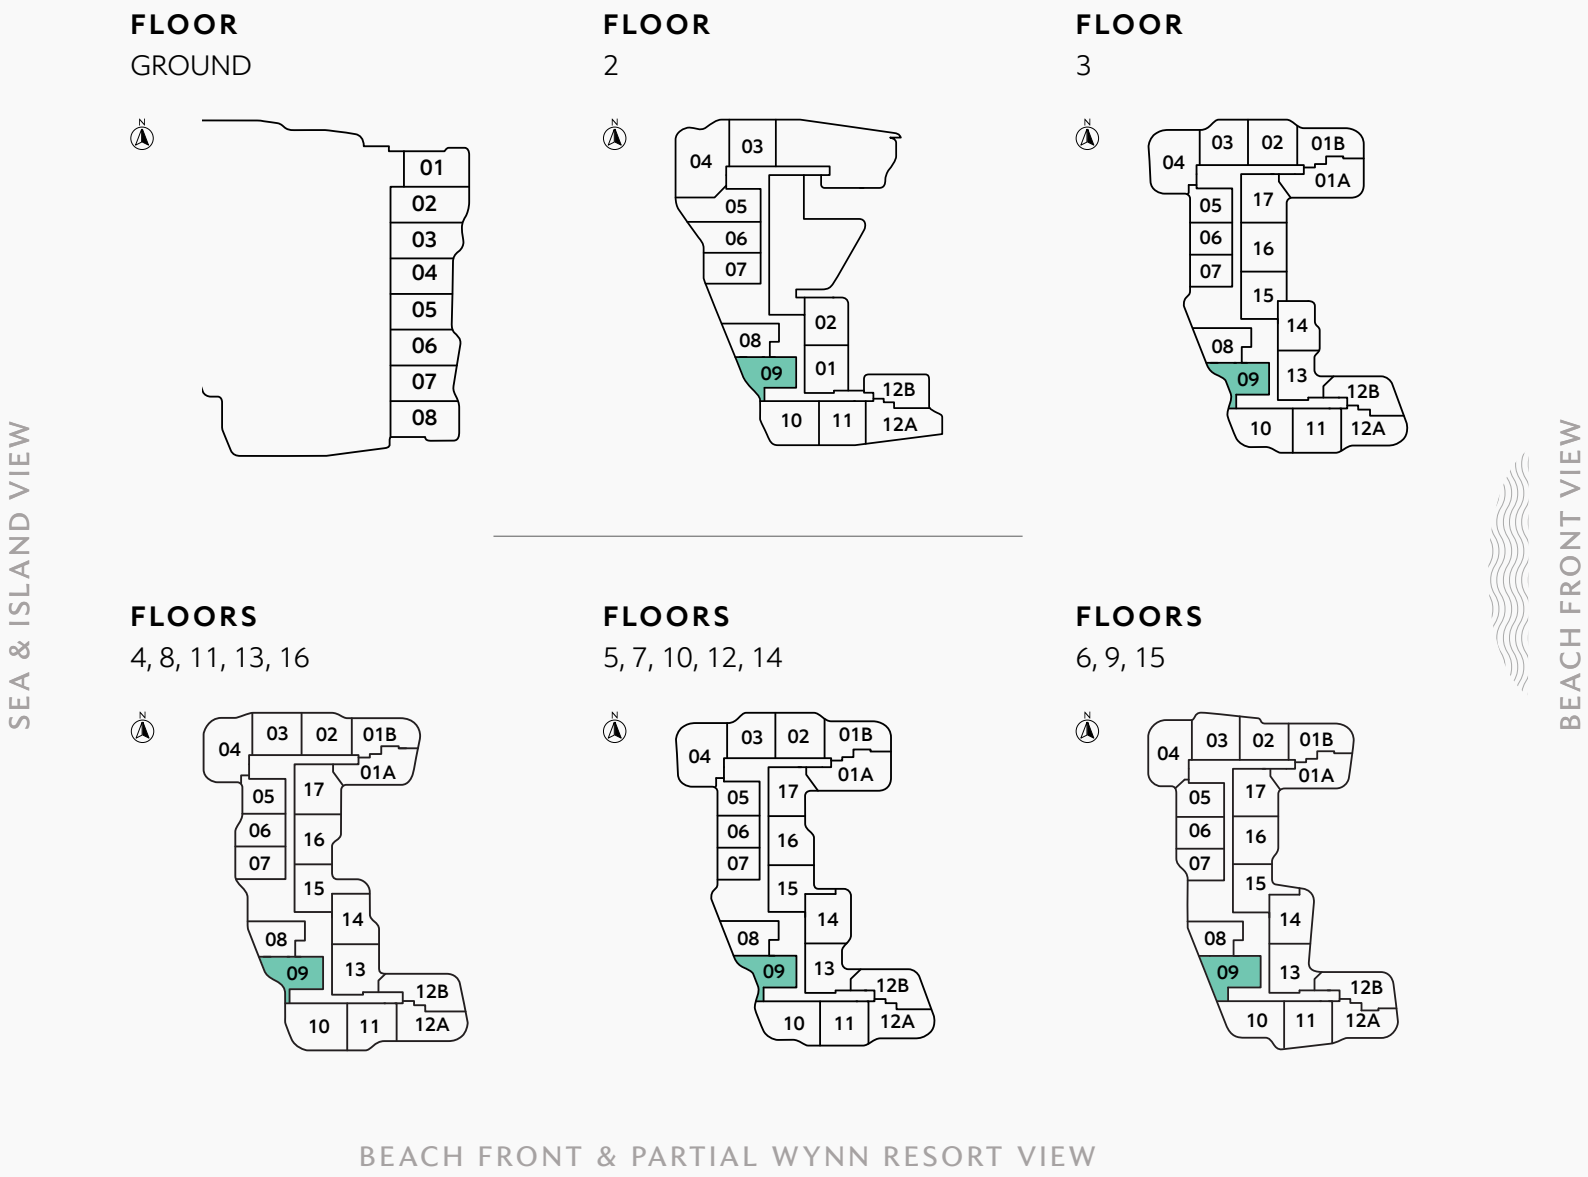 FLOOR
GROUND
N
01
02
03
04
05
06
07
08
FLOOR
2
N
03
04
05
06
07
02
08
01
09
12B
10
11
12A
FLOOR
3
N
03
02
01B
04
01A
17
05
06
16
07
15
14
08
13
09
12B
10
11
12A
SEA & ISLAND VIEW
BEACH FRONT VIEW
FLOORS
4, 8, 11, 13, 16
N
03
02
01B
04
01A
17
05
06
16
07
15
14
08
13
09
12B
10
11
12A
FLOORS
5, 7, 10, 12, 14
N
03
02
01B
04
01A
17
05
06
16
07
15
14
08
13
09
12B
10
11
12A
FLOORS
6, 9, 15
N
03
02
01B
04
01A
17
05
06
16
07
15
14
08
13
09
12B
10
11
12A
BEACH FRONT & PARTIAL WYNN RESORT VIEW